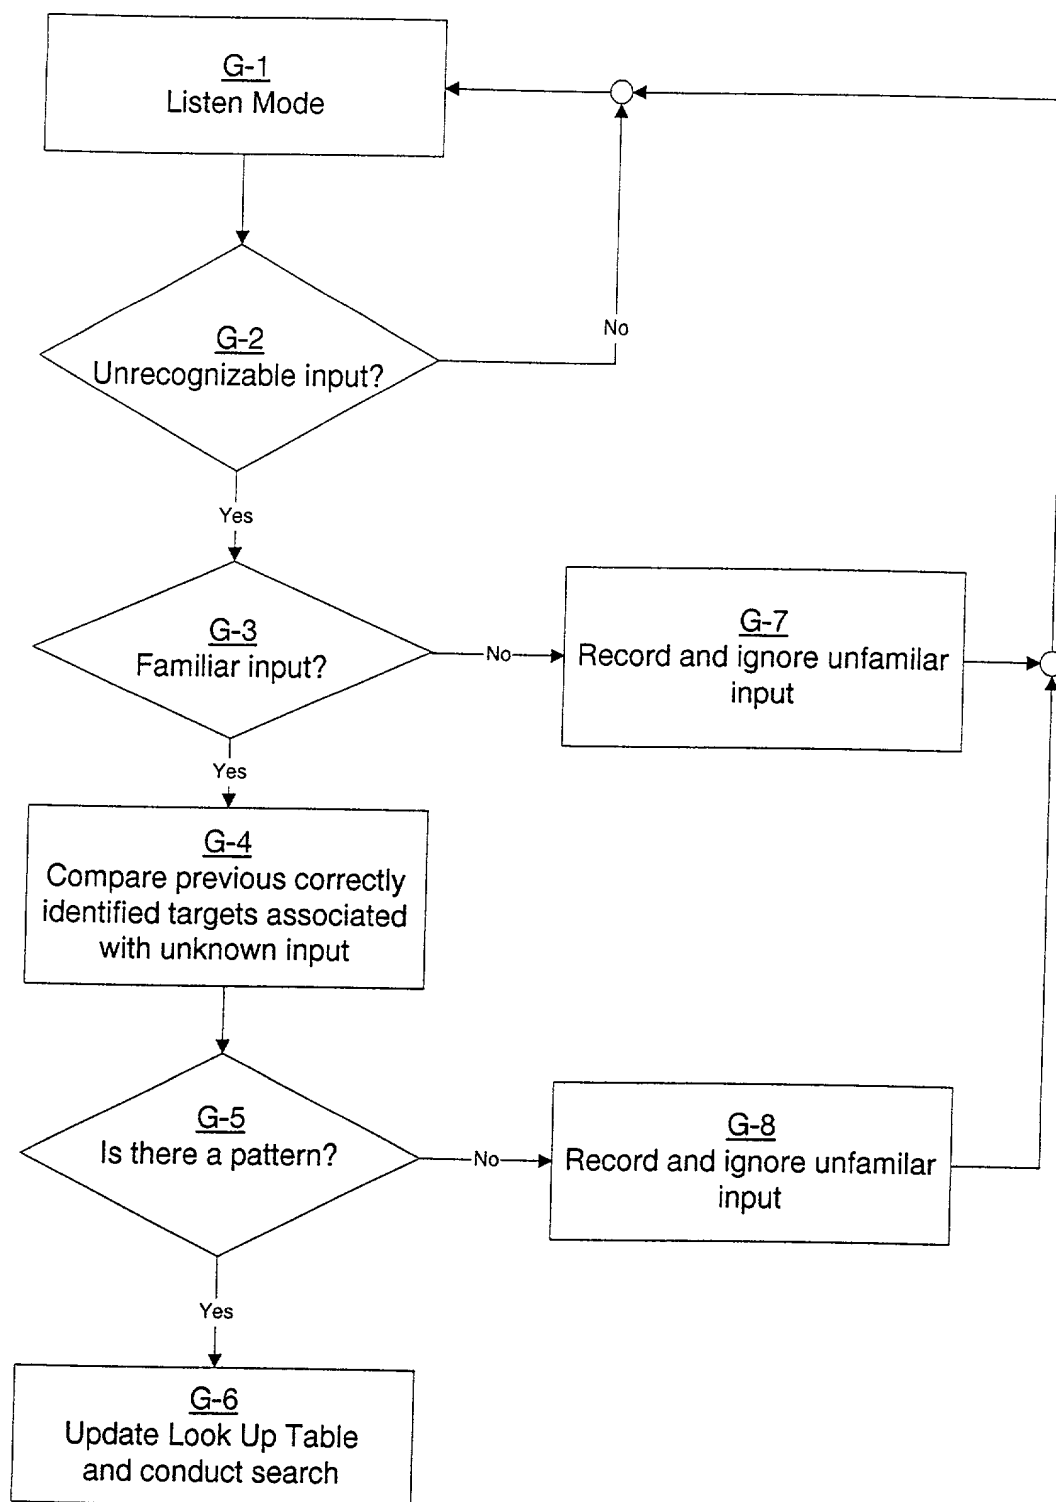 G-1
Listen Mode
G-2
Unrecognizable input?
No
Yes
G-3
Familiar input?
No
G-7
Record and ignore unfamilar
input
Yes
G-4
Compare previous correctly
identified targets associated
with unknown input
G-5
Is there a pattern?
No
G-8
Record and ignore unfamilar
input
Yes
G-6
Update Look Up Table
and conduct search